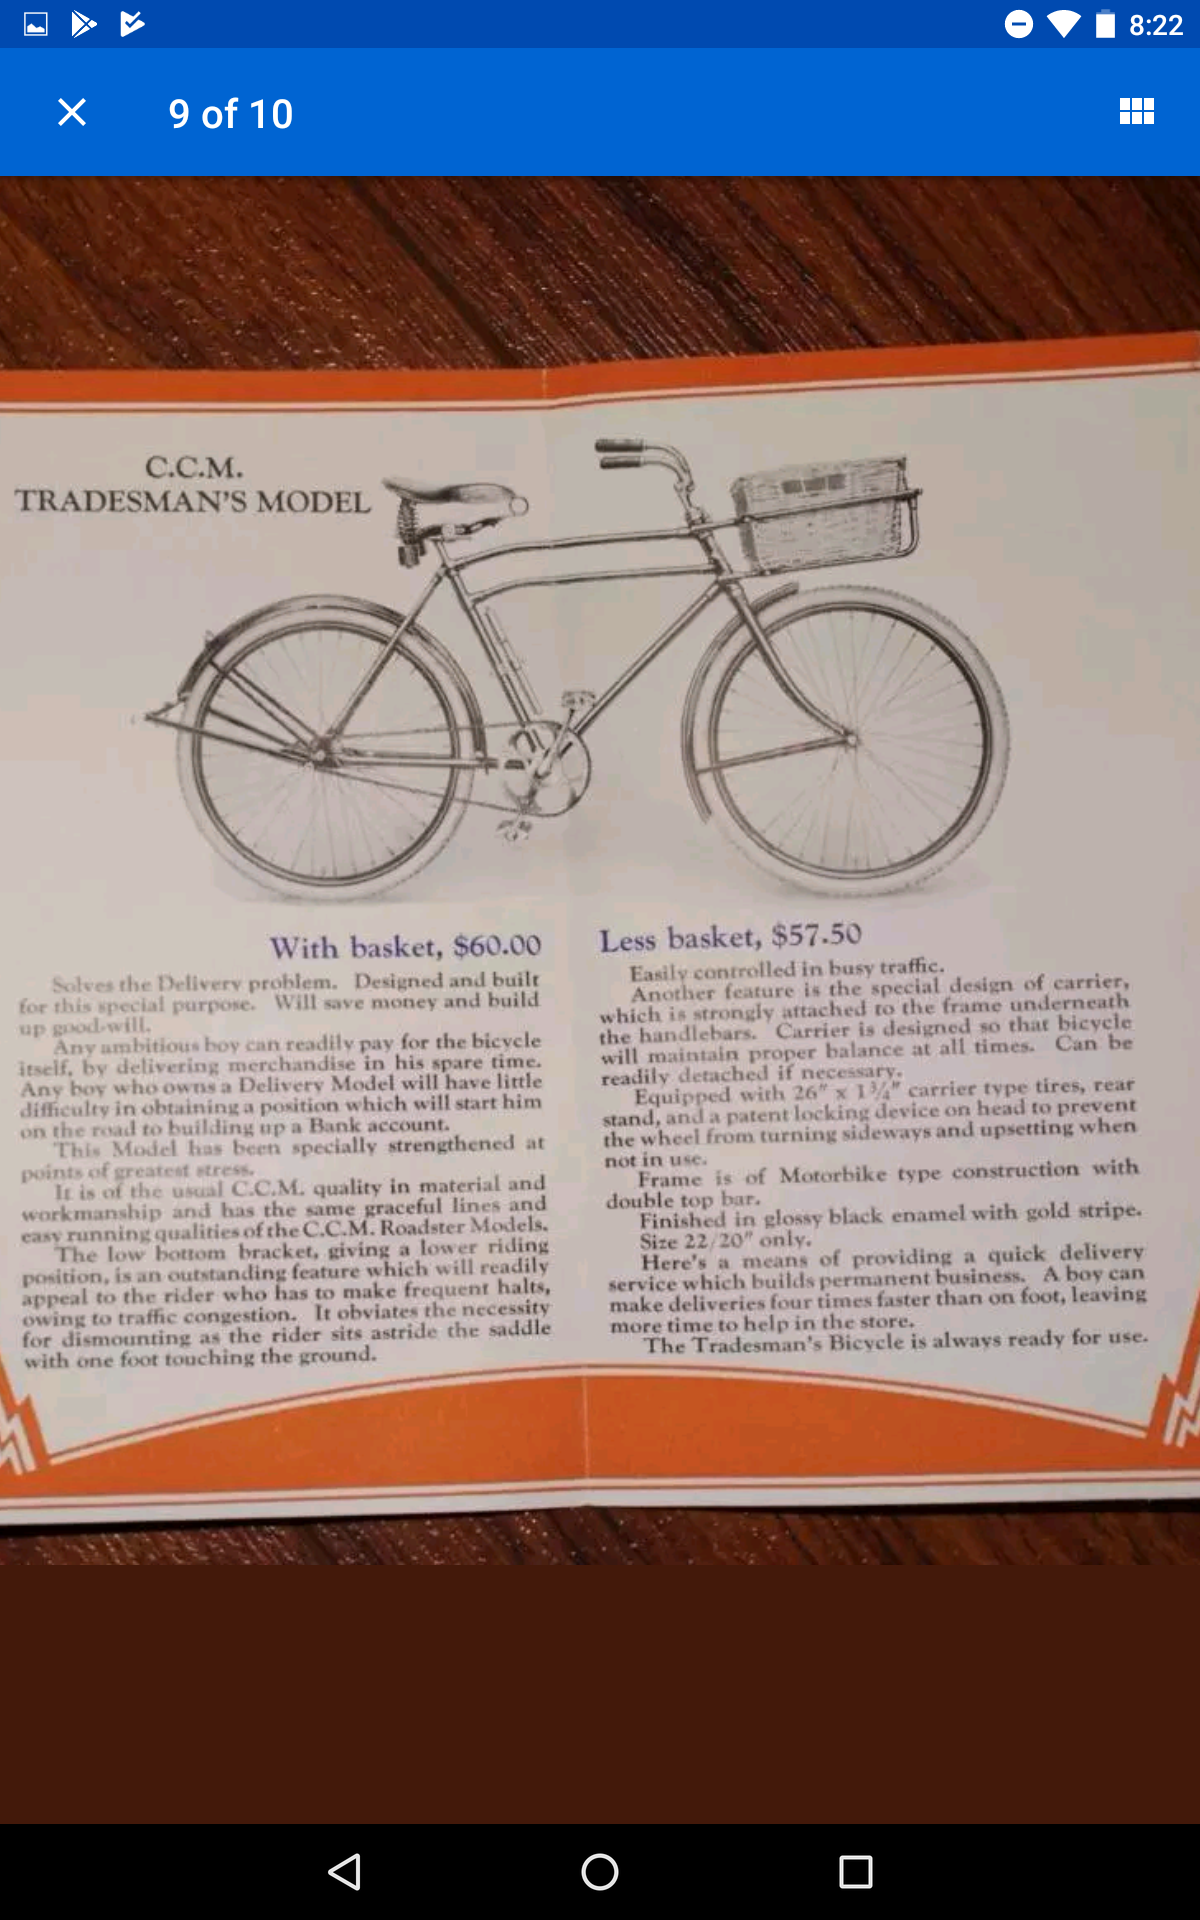 8:22
9 of 10
C.C.M.
TRADESMAN'S MODEL
With basket, $60.00
Solves the Delivery problem. Designed and built
for this special purpose. Will save money and build
up good-will.
Any ambitious boy can readily pay for the bicycle
itself, by delivering merchandise in his spare time.
Any boy who owns a Delivery Model will have little
difficulty in obtaining a position which will start him
on the road to building up a Bank account.
This Model has been specially strengthened at
points of greatest stress.
It is of the usual C.C.M. quality in material and
workmanship and has the same graceful lines and
easy running qualities of the C.C.M. Roadster Models.
The low bottom bracket, giving a lower riding
position, is an outstanding feature which will readily
appeal to the rider who has to make frequent halts,
owing to traffic congestion. It obviates the necessity
for dismounting as the rider sits astride the saddle
with one foot touching the ground.
Less basket, $57.50
Easily controlled in busy traffic.
Another feature is the special design of carrier,
which is strongly attached to the frame underneath
the handlebars. Carrier is designed so that bicycle
will maintain proper balance at all times. Can be
readily detached if necessary.
Equipped with 26" x 1¾" carrier type tires, rear
stand, and a patent locking device on head to prevent
the wheel from turning sideways and upsetting when
not in use.
Frame is of Motorbike type construction with
double top bar.
Finished in glossy black enamel with gold stripe.
Size 22/20" only.
Here's a means of providing a quick delivery
service which builds permanent business. A boy can
make deliveries four times faster than on foot, leaving
more time to help in the store.
The Tradesman's Bicycle is always ready for use.